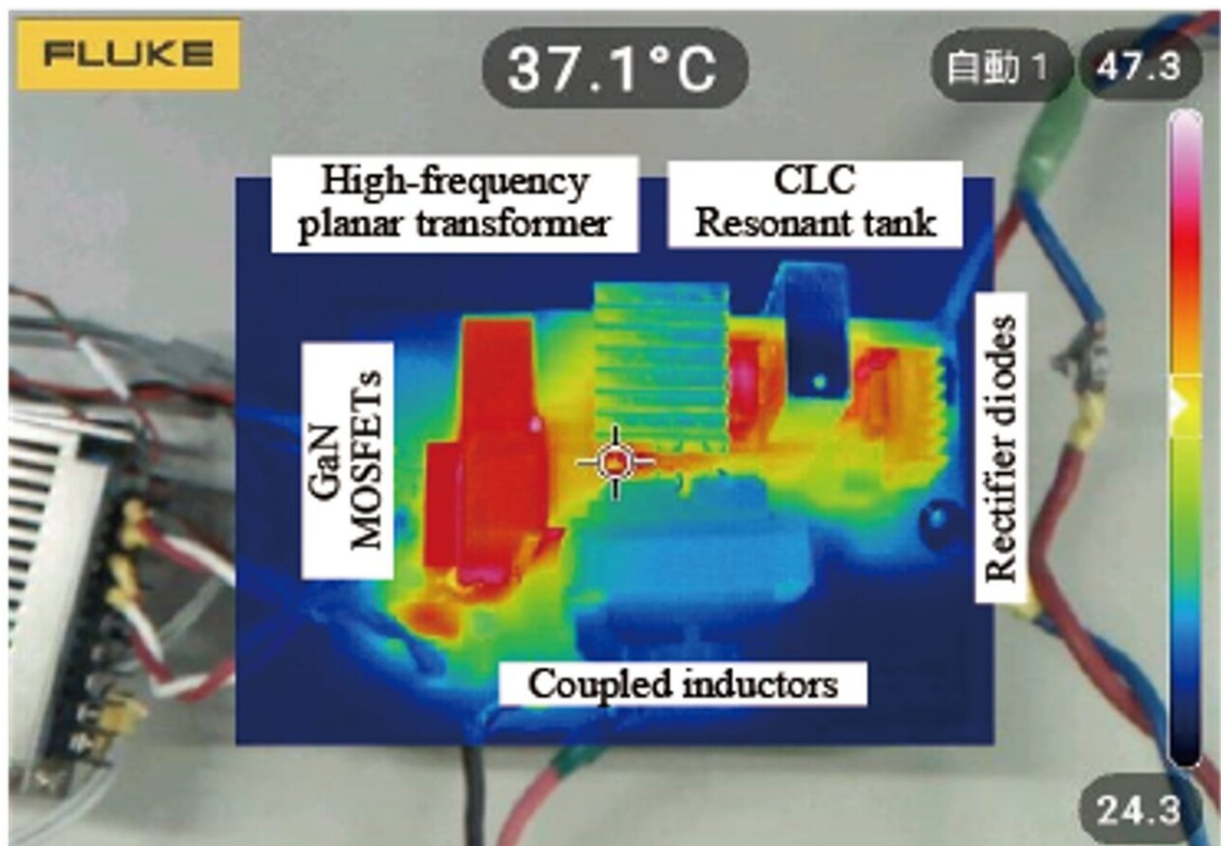 FLUKE
37.1°C
自動 1
47.3
High-frequency
planar transformer
CLC
Resonant tank
GaN
MOSFETs
Rectifier diodes
Coupled inductors
24.3